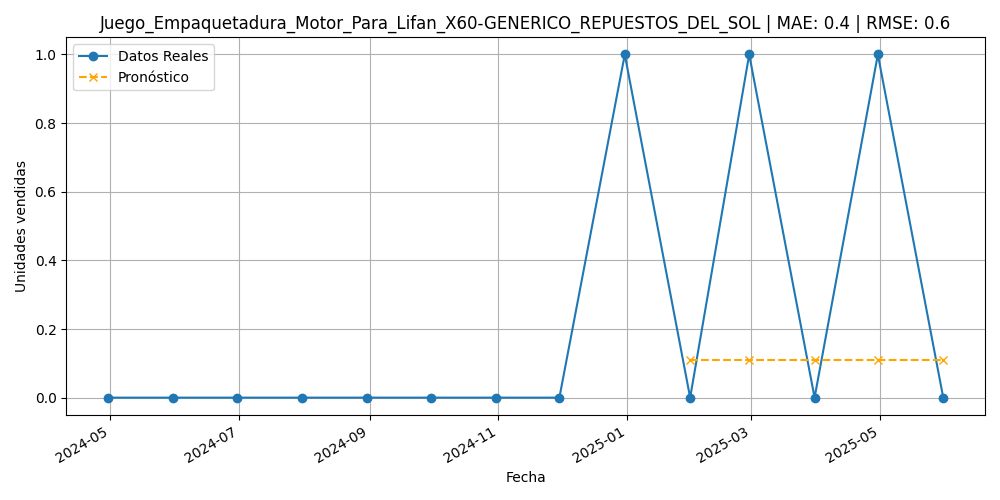 Juego_Empaquetadura_Motor_Para_Lifan_X60-GENERICO_REPUESTOS_DEL_SOL | MAE: 0.4 | RMSE: 0.6
Datos Reales
Pronóstico
Unidades vendidas
1.0
0.8
0.6
0.4
0.2
0.0
2024-05
2024-07
2024-09
2024-11
2025-01
2025-03
2025-05
Fecha